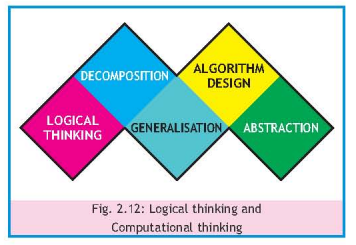 DECOMPOSITION
ALGORITHM
DESIGN
LOGICAL
THINKING
GENERALISATION
ABSTRACTION
Fig. 2.12: Logical thinking and
Computational thinking